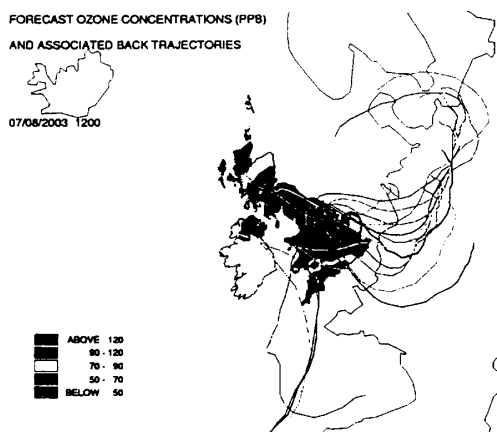 FORECAST OZONE CONCENTRATIONS (PPB)
AND ASSOCIATED BACK TRAJECTORIES
07/08/2003 1200
ABOVE 120
90 - 120
70 - 90
50 - 70
BELOW 50